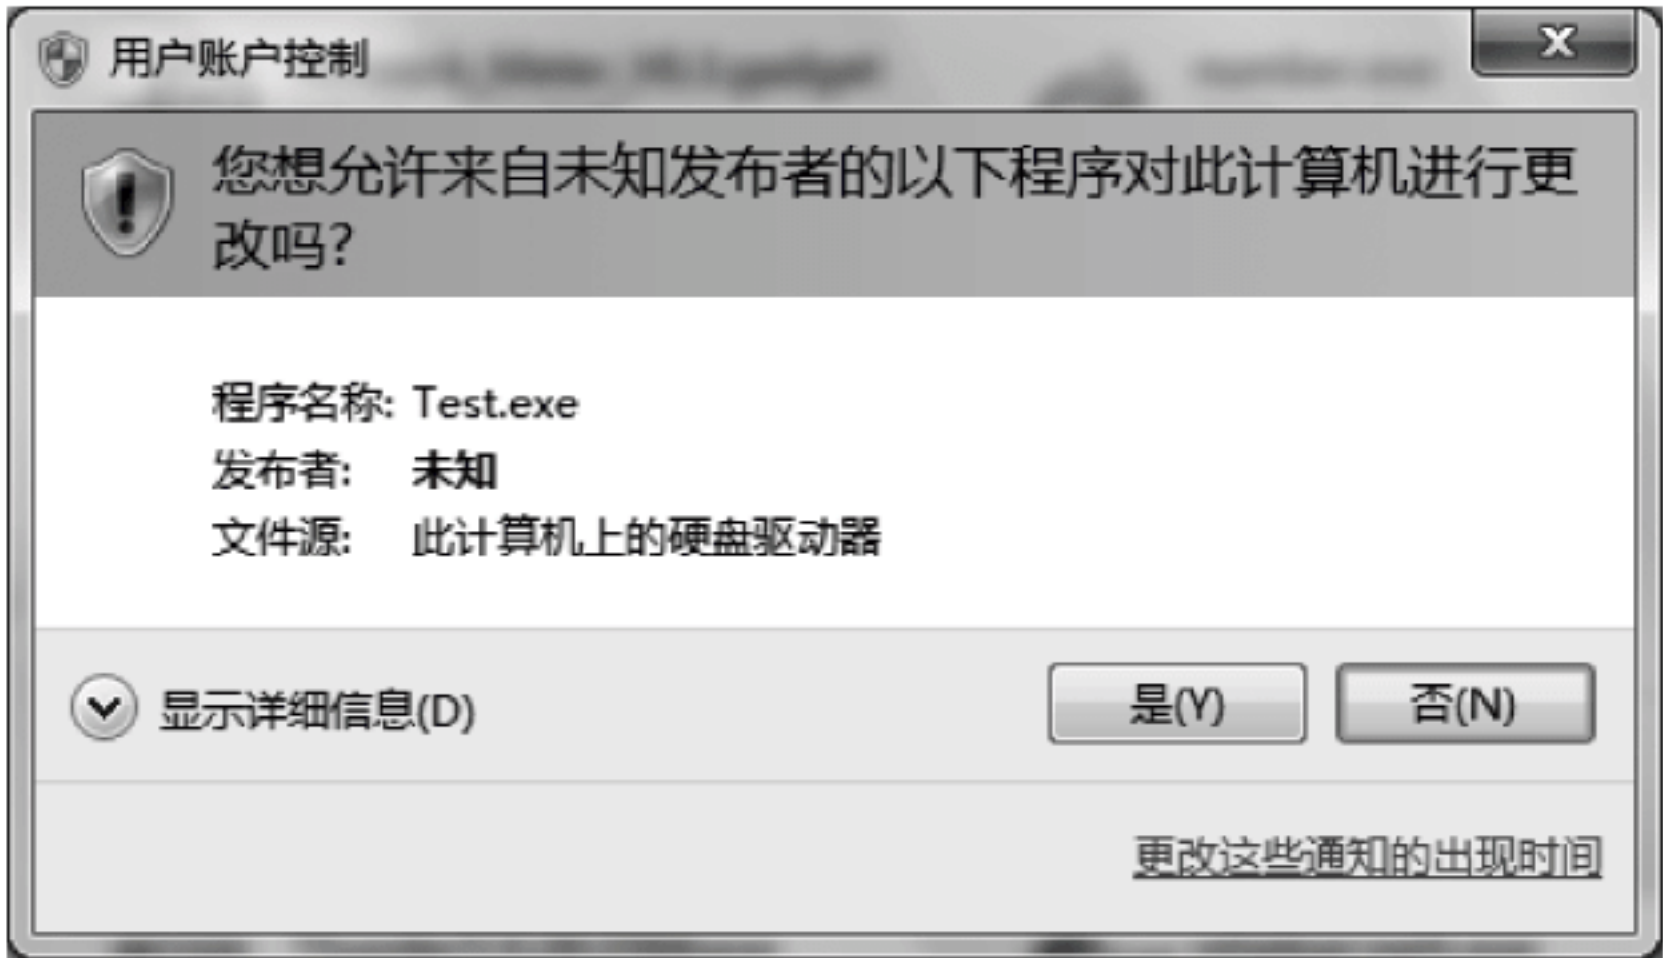 用户账户控制
您想允许来自未知发布者的以下程序对此计算机进行更
改吗?
程序名称: Test.exe
发布者: 未知
文件源: 此计算机上的硬盘驱动器
显示详细信息(D)
是(Y) 否(N)
更改这些通知的出现时间